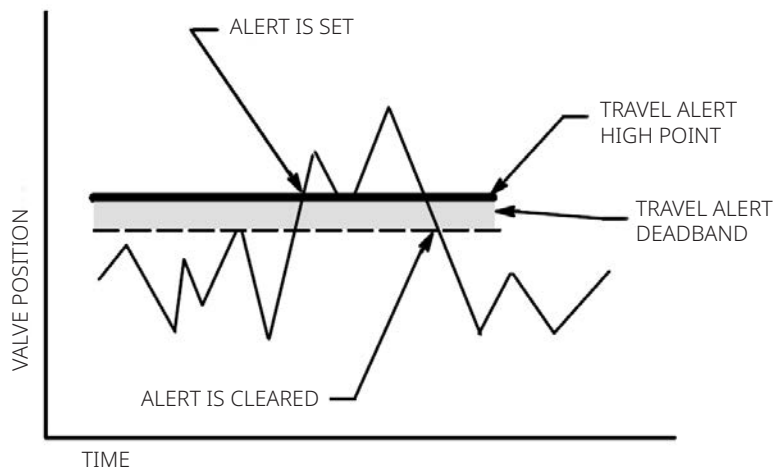 ALERT IS SET
TRAVEL ALERT
HIGH POINT
TRAVEL ALERT
DEADBAND
VALVE POSITION
ALERT IS CLEARED
TIME